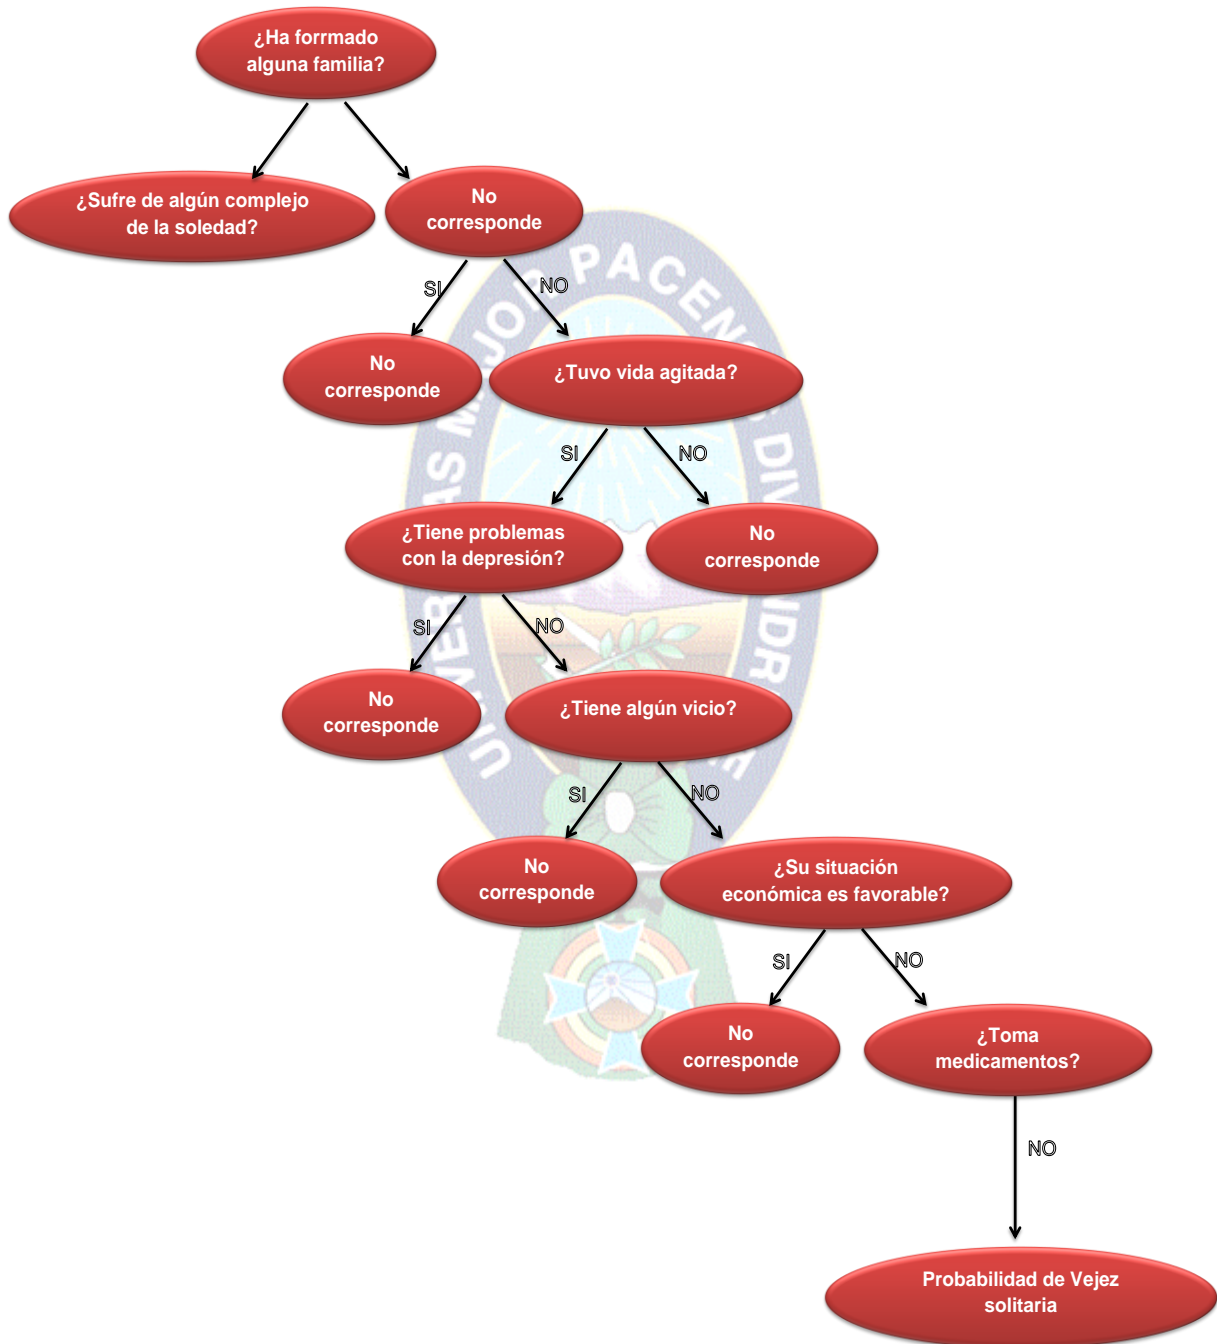 ¿Ha forrmado
alguna familia?
¿Sufre de algún complejo
de la soledad?
No
corresponde
SI
NO
No
corresponde
¿Tuvo vida agitada?
SI
NO
¿Tiene problemas
con la depresión?
No
corresponde
SI
NO
No
corresponde
¿Tiene algún vicio?
SI
NO
No
corresponde
¿Su situación
económica es favorable?
SI
NO
No
corresponde
¿Toma
medicamentos?
NO
Probabilidad de Vejez
solitaria